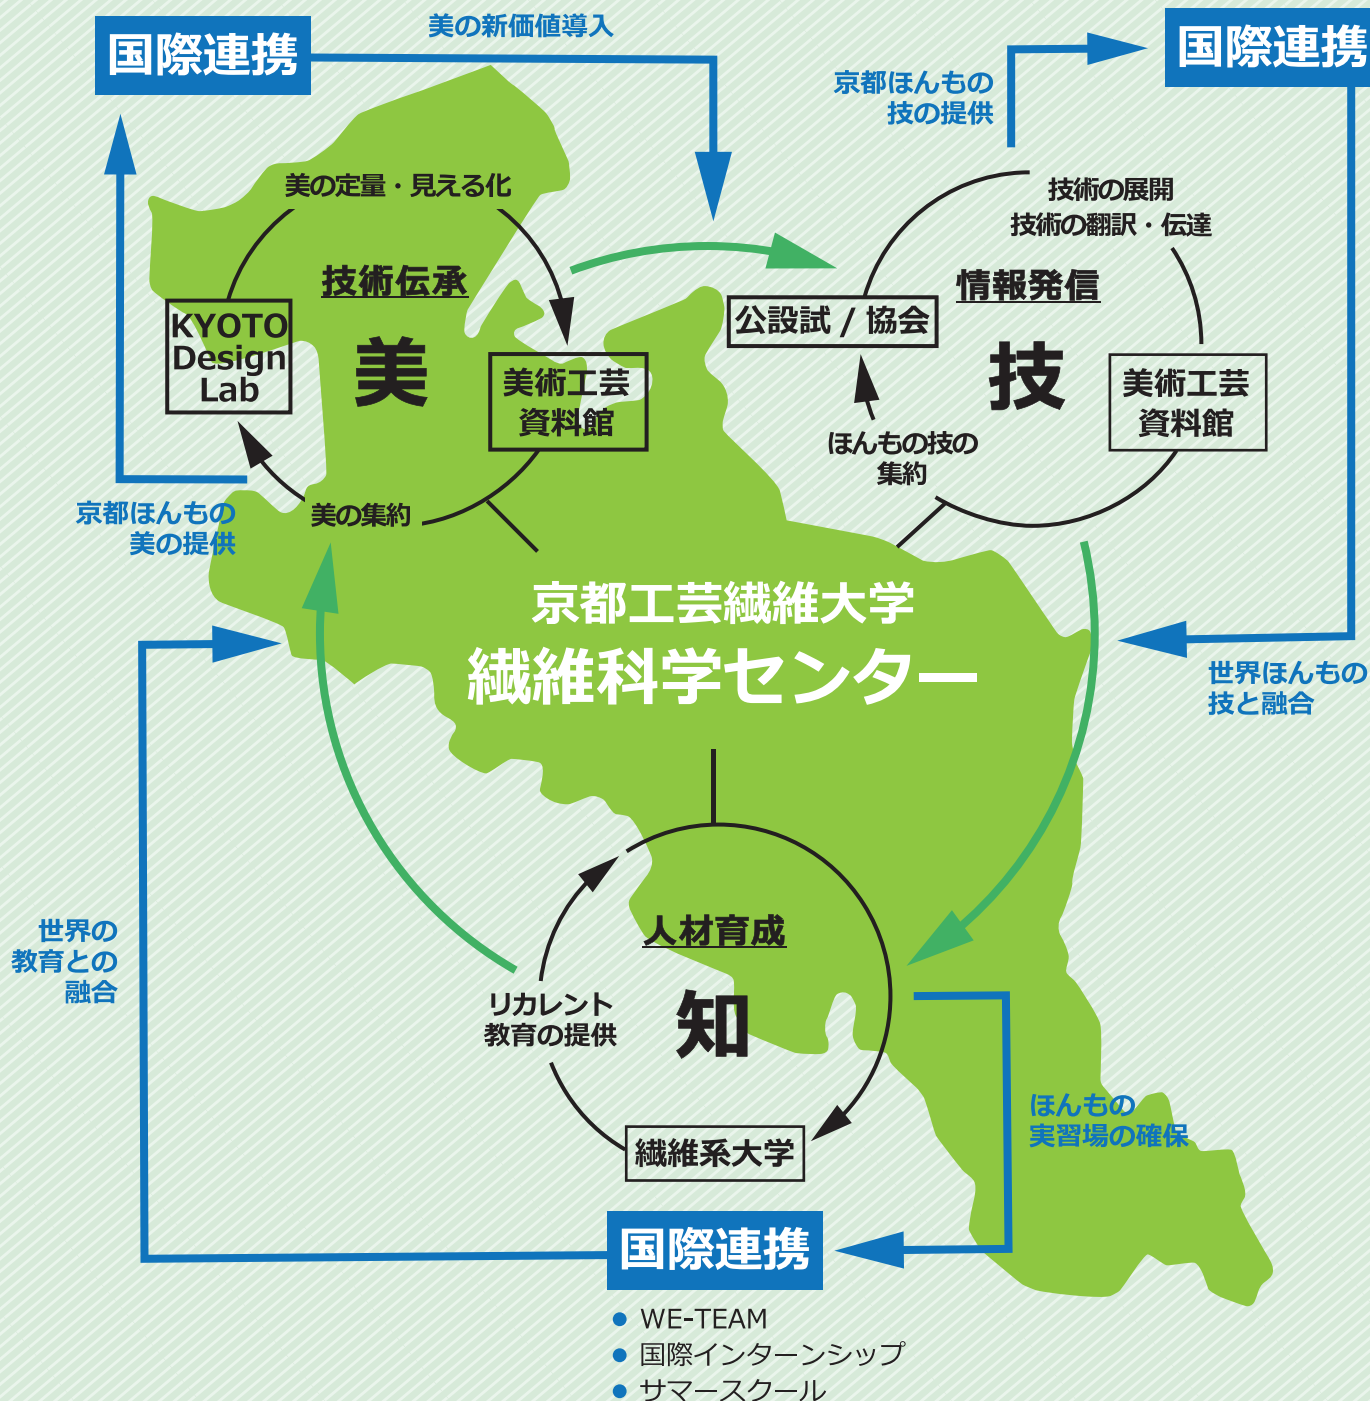 国際連携
美の新価値導入
国際連携
京都ほんもの
技の提供
美の定量・見える化
技術伝承
美
KYOTO
Design
Lab
美術工芸
資料館
美の集約
京都ほんもの
美の提供
技術の展開
技術の翻訳・伝達
情報発信
技
公設試 / 協会
美術工芸
資料館
ほんもの技の
集約
京都工芸繊維大学
繊維科学センター
世界ほんもの
技と融合
世界の
教育との
融合
人材育成
知
リカレント
教育の提供
繊維系大学
ほんもの
実習場の確保
国際連携
● WE-TEAM
● 国際インターンシップ
● サマースクール